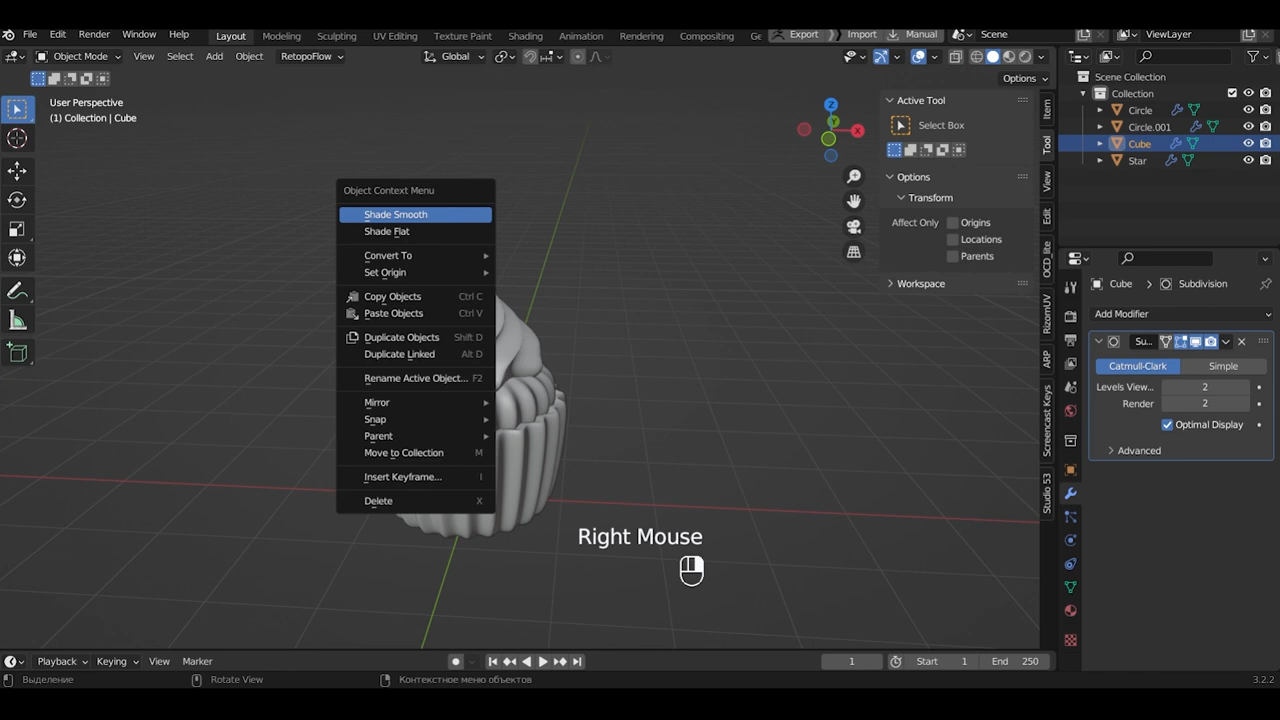 File Edit Render Window Help Layout Modeling Sculpting UV Editing Texture Paint Shading Animation Rendering Compositing Ge Export Import Manual Scene ViewLayer
Object Mode View Select Add Object RetopoFlow Global
Options
User Perspective
(1) Collection | Cube
Object Context Menu
Shade Smooth
Shade Flat
Convert To
Set Origin
Copy Objects Ctrl C
Paste Objects Ctrl V
Duplicate Objects Shift D
Duplicate Linked Alt D
Rename Active Object... F2
Mirror
Snap
Parent
Move to Collection M
Insert Keyframe... I
Delete X
Z
Y
X
Active Tool
Select Box
Options
Transform
Affect Only Origins
Locations
Parents
Workspace
Item
Tool
View
Edit
OCD_lite
RizomUV
ARP
Screencast Keys
Studio 53
Scene Collection
Collection
Circle
Circle.001
Cube
Star
Cube > Subdivision
Add Modifier
Su...
Catmull-Clark Simple
Levels View... 2
Render 2
Optimal Display
Advanced
Right Mouse
Playback Keying View Marker 1 Start 1 End 250
Выделение Rotate View Контекстное меню объектов 3.2.2